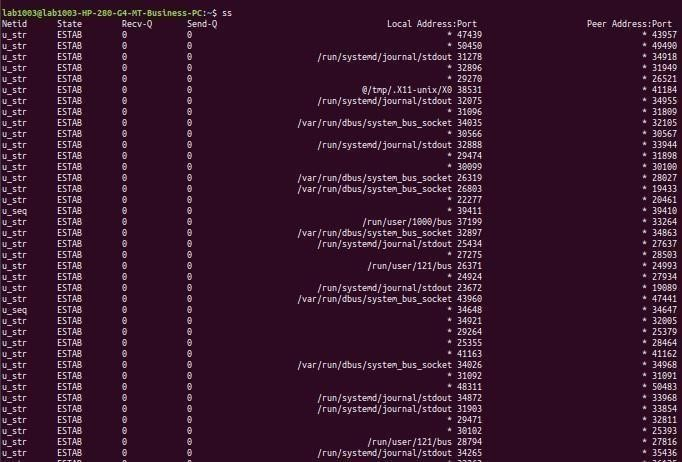 lab1003@lab1003-HP-280-G4-MT-Business-PC:~$ ss
Netid State Recv-Q Send-Q Local Address:Port Peer Address:Port
u_str ESTAB 0 0 * 47439 * 43957
u_str ESTAB 0 0 * 50450 * 49490
u_str ESTAB 0 0 /run/systemd/journal/stdout 31278 * 34918
u_str ESTAB 0 0 * 32896 * 31949
u_str ESTAB 0 0 * 29270 * 26521
u_str ESTAB 0 0 @/tmp/.X11-unix/X0 38531 * 41184
u_str ESTAB 0 0 /run/systemd/journal/stdout 32075 * 34955
u_str ESTAB 0 0 * 31096 * 31809
u_str ESTAB 0 0 /var/run/dbus/system_bus_socket 34035 * 32105
u_str ESTAB 0 0 * 30566 * 30567
u_str ESTAB 0 0 /run/systemd/journal/stdout 32888 * 33944
u_str ESTAB 0 0 * 29474 * 31898
u_str ESTAB 0 0 * 30099 * 30100
u_str ESTAB 0 0 /var/run/dbus/system_bus_socket 26319 * 28027
u_str ESTAB 0 0 /var/run/dbus/system_bus_socket 26803 * 19433
u_str ESTAB 0 0 * 22277 * 20461
u_seq ESTAB 0 0 * 39411 * 39410
u_str ESTAB 0 0 /run/user/1000/bus 37199 * 33264
u_str ESTAB 0 0 /var/run/dbus/system_bus_socket 32897 * 34863
u_str ESTAB 0 0 /run/systemd/journal/stdout 25434 * 27637
u_str ESTAB 0 0 * 27275 * 28503
u_str ESTAB 0 0 /run/user/121/bus 26371 * 24993
u_str ESTAB 0 0 * 24924 * 27934
u_str ESTAB 0 0 /run/systemd/journal/stdout 23672 * 19089
u_str ESTAB 0 0 /var/run/dbus/system_bus_socket 43960 * 47441
u_seq ESTAB 0 0 * 34648 * 34647
u_str ESTAB 0 0 * 34921 * 32005
u_str ESTAB 0 0 * 29264 * 25379
u_str ESTAB 0 0 * 25355 * 28464
u_str ESTAB 0 0 * 41163 * 41162
u_str ESTAB 0 0 /var/run/dbus/system_bus_socket 34026 * 34968
u_str ESTAB 0 0 * 31092 * 31091
u_str ESTAB 0 0 * 48311 * 50483
u_str ESTAB 0 0 /run/systemd/journal/stdout 34872 * 33968
u_str ESTAB 0 0 /run/systemd/journal/stdout 31903 * 33854
u_str ESTAB 0 0 * 29471 * 32811
u_str ESTAB 0 0 * 30102 * 25393
u_str ESTAB 0 0 /run/user/121/bus 28794 * 27816
u_str ESTAB 0 0 /run/systemd/journal/stdout 34265 * 35436